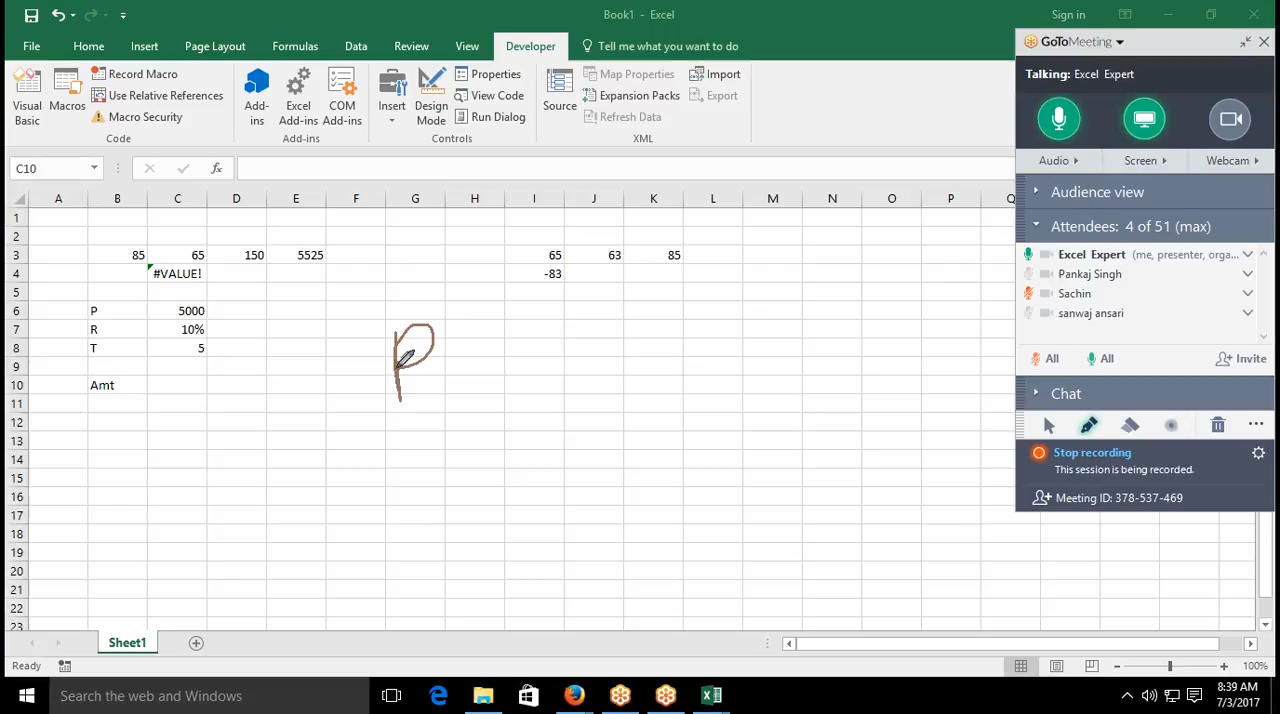 Book1 - Excel
Sign in
File Home Insert Page Layout Formulas Data Review View Developer Tell me what you want to do
Visual Basic
Macros
Record Macro
Use Relative References
Macro Security
Code
Add-ins
Excel Add-ins
COM Add-ins
Add-ins
Insert
Design Mode
Properties
View Code
Run Dialog
Controls
Source
Map Properties
Expansion Packs
Refresh Data
Import
Export
XML
C10
fx
A B C D E F G H I J K L M N O P Q
1
2
3 85 65 150 5525 65 63 85
4 #VALUE! -83
5
6 P 5000
7 R 10%
8 T 5
9
10 Amt
11
12
13
14
15
16
17
18
19
20
21
22
23
P
Sheet1
Ready
100%
GoToMeeting
Talking: Excel Expert
Audio Screen Webcam
Audience view
Attendees: 4 of 51 (max)
Excel Expert (me, presenter, orga...
Pankaj Singh
Sachin
sanwaj ansari
All All Invite
Chat
Stop recording
This session is being recorded.
Meeting ID: 378-537-469
Search the web and Windows
8:39 AM
7/3/2017